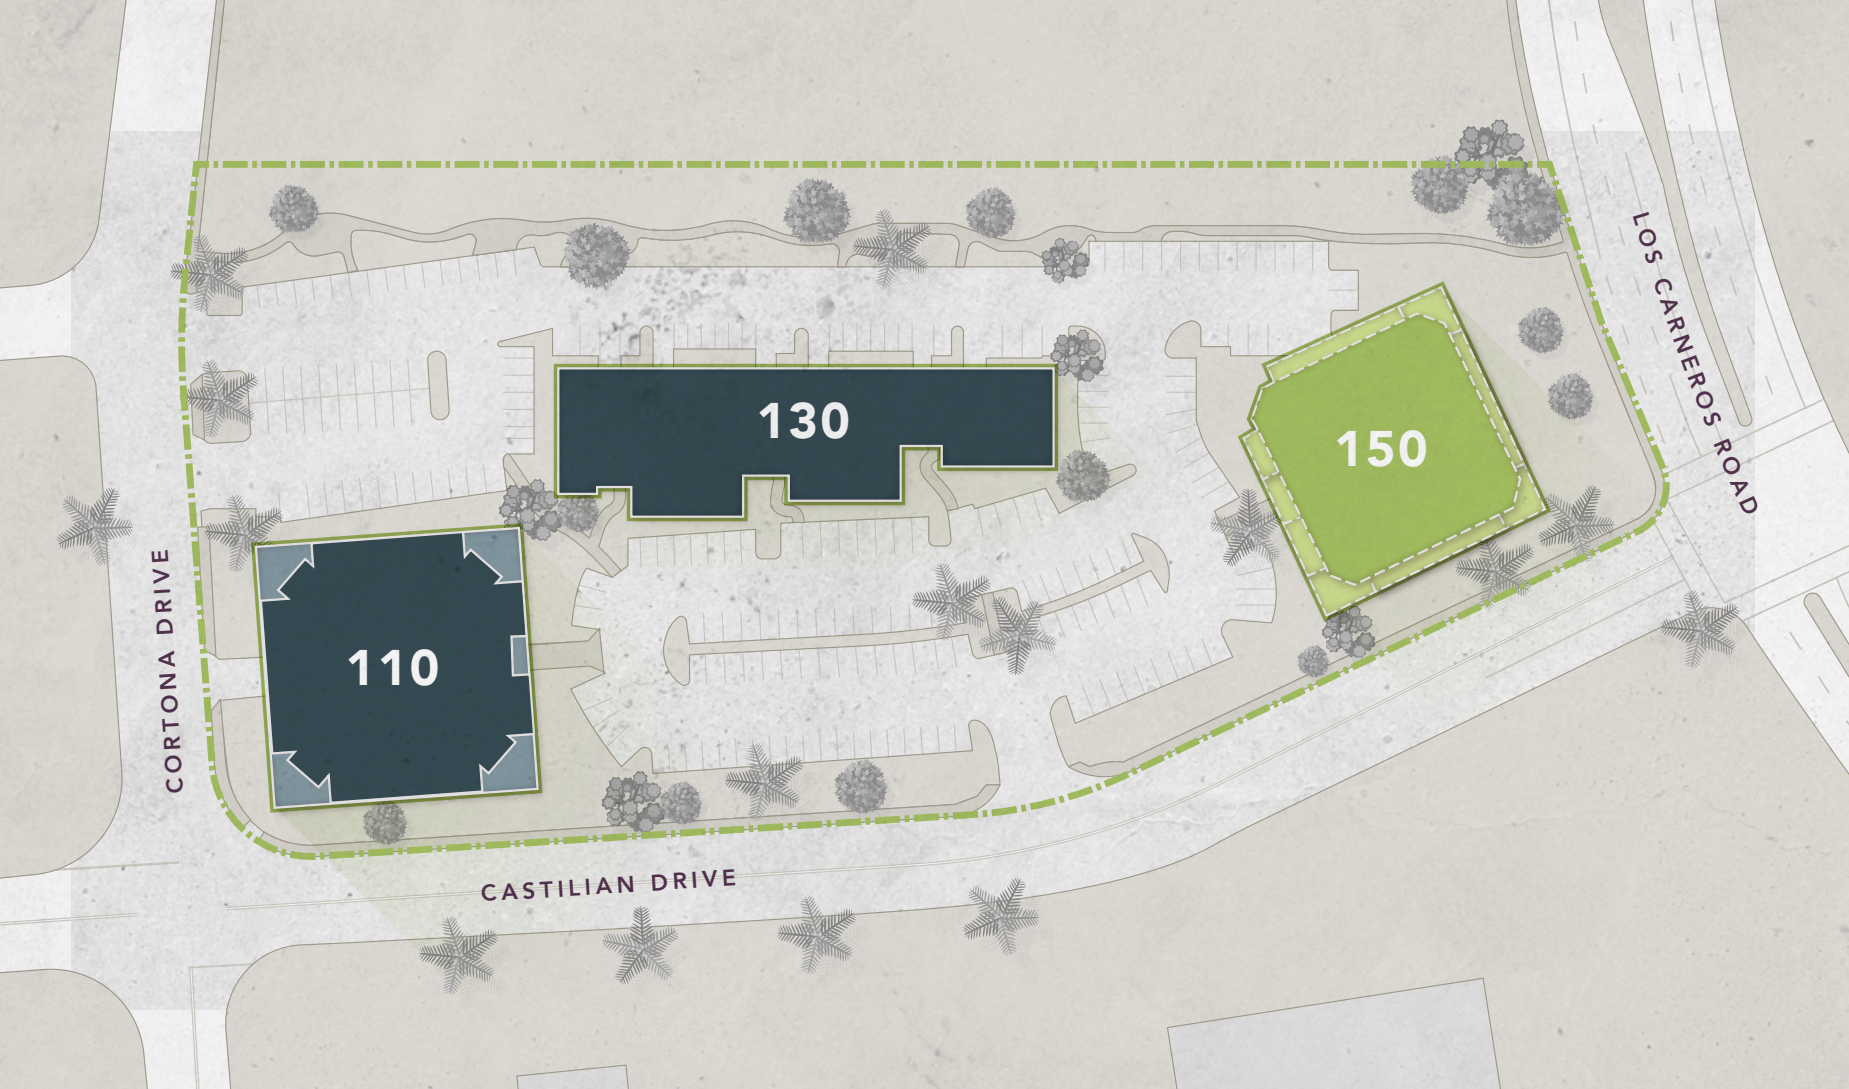 LOS CARNEROS ROAD
130
150
CORTONA DRIVE
110
CASTILIAN DRIVE